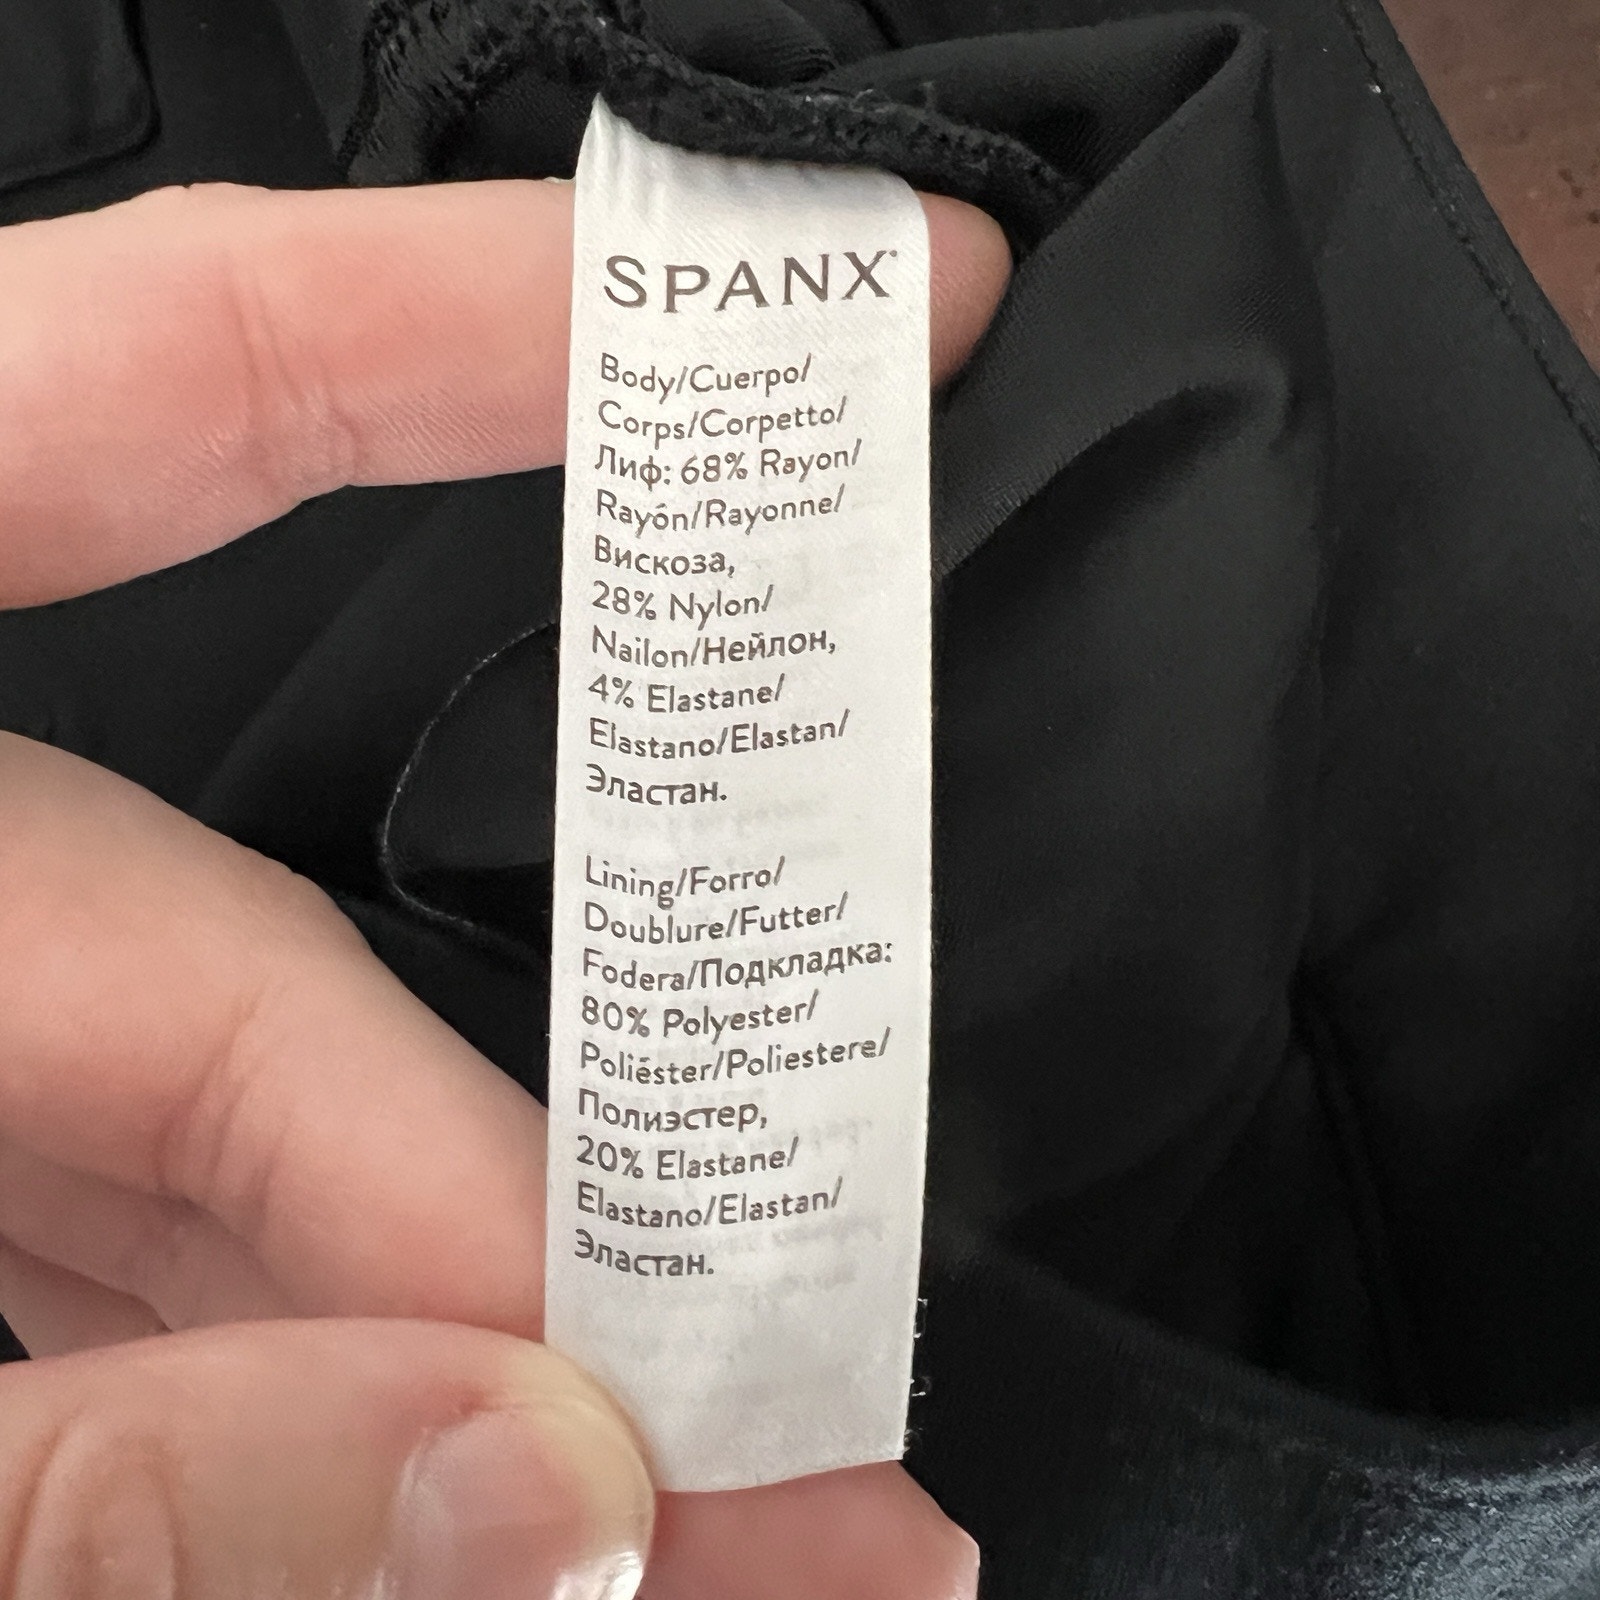 SPANX
Body/Cuerpo/
Corps/Corpetto/
Лиф: 68% Rayon/
Rayón/Rayonne/
Вискоза,
28% Nylon/
Nailon/Нейлон,
4% Elastane/
Elastano/Elastan/
Эластан.
Lining/Forro/
Doublure/Futter/
Fodera/Подкладка:
80% Polyester/
Poliéster/Poliestere/
Полиэстер,
20% Elastane/
Elastano/Elastan/
Эластан.